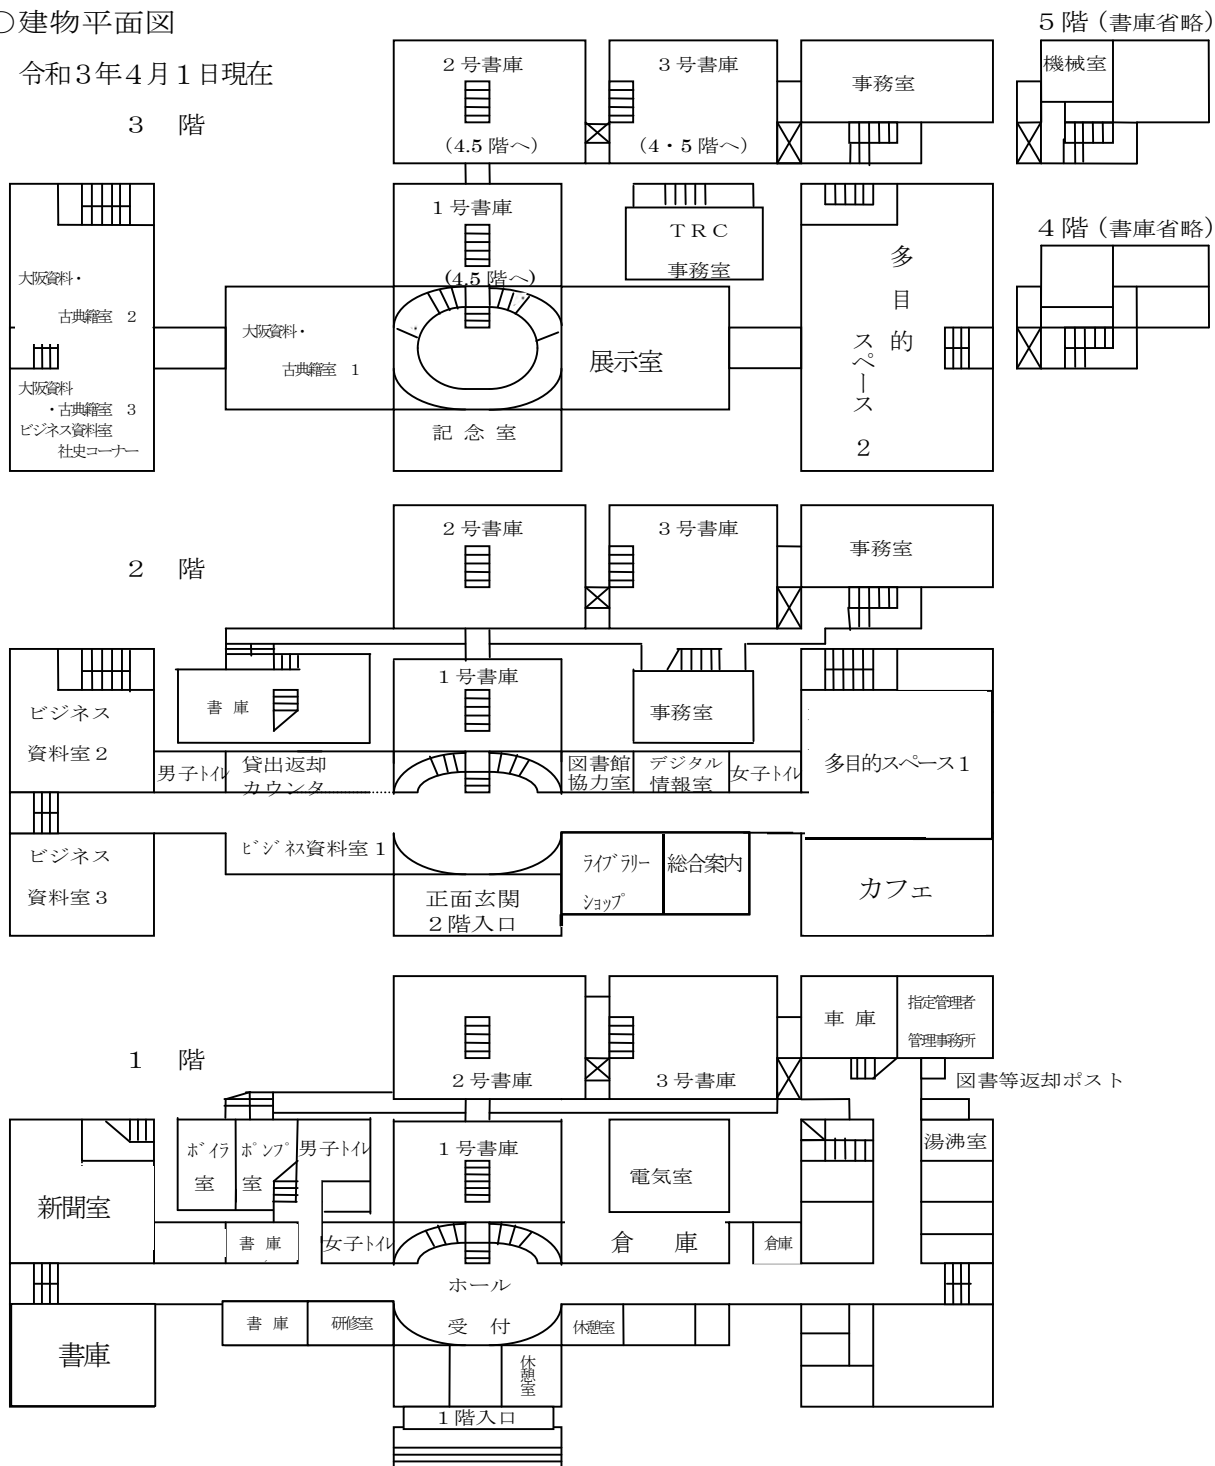 ○建物平面図
令和３年４月１日現在
３　階
２号書庫
(4.5階へ)
３号書庫
(４・５階へ)
事務室
５階（書庫省略）
機械室
４階（書庫省略）
１号書庫
(4.5階へ)
ＴＲＣ
事務室
大阪資料・
古典籍室　2
大阪資料
・古典籍室　3
ビジネス資料室
社史コーナー
大阪資料・
古典籍室　1
展示室
記念室
多目的
スペース
２
２　階
２号書庫
３号書庫
事務室
１号書庫
書庫
事務室
ビジネス
資料室２
男子トイレ
貸出返却
カウンタ
図書館
協力室
デジタル
情報室
女子トイレ
多目的スペース１
ビジネス資料室１
ビジネス
資料室３
正面玄関
２階入口
ライブラリー
ショップ
総合案内
カフェ
１　階
２号書庫
３号書庫
車庫
指定管理者
管理事務所
図書等返却ポスト
新聞室
ボイラ
室
ポンプ
室
男子トイレ
１号書庫
電気室
湯沸室
書庫
女子トイレ
倉　庫
倉庫
ホール
書庫
書庫
研修室
受　付
休憩室
休憩室
１階入口